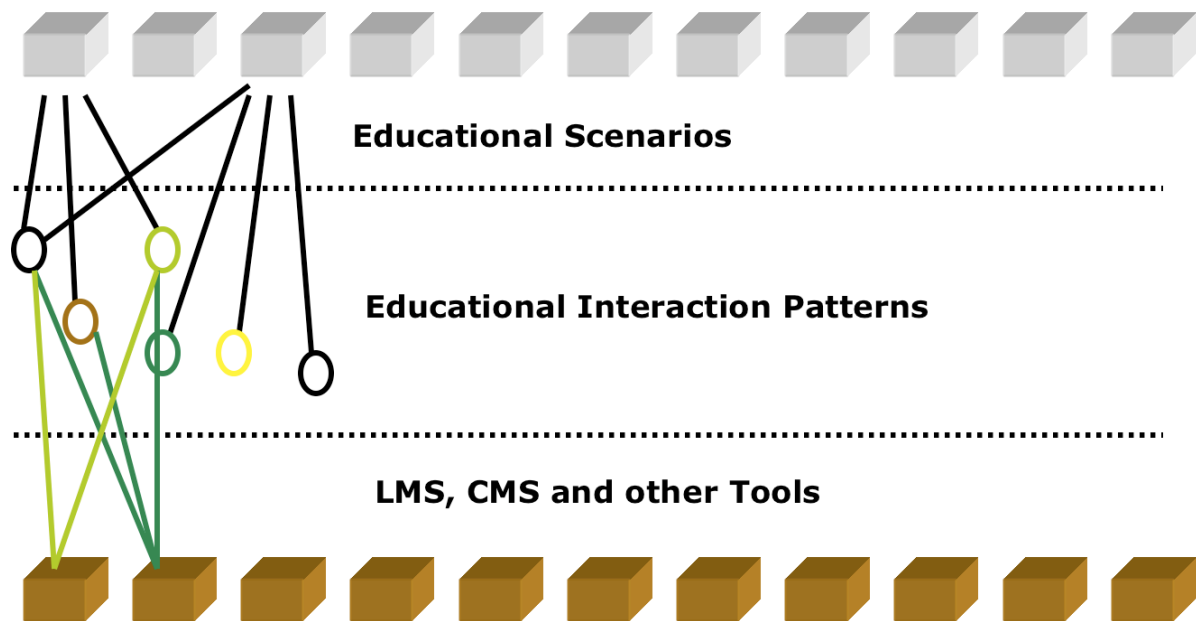 Educational Scenarios
Educational Interaction Patterns
LMS, CMS and other Tools